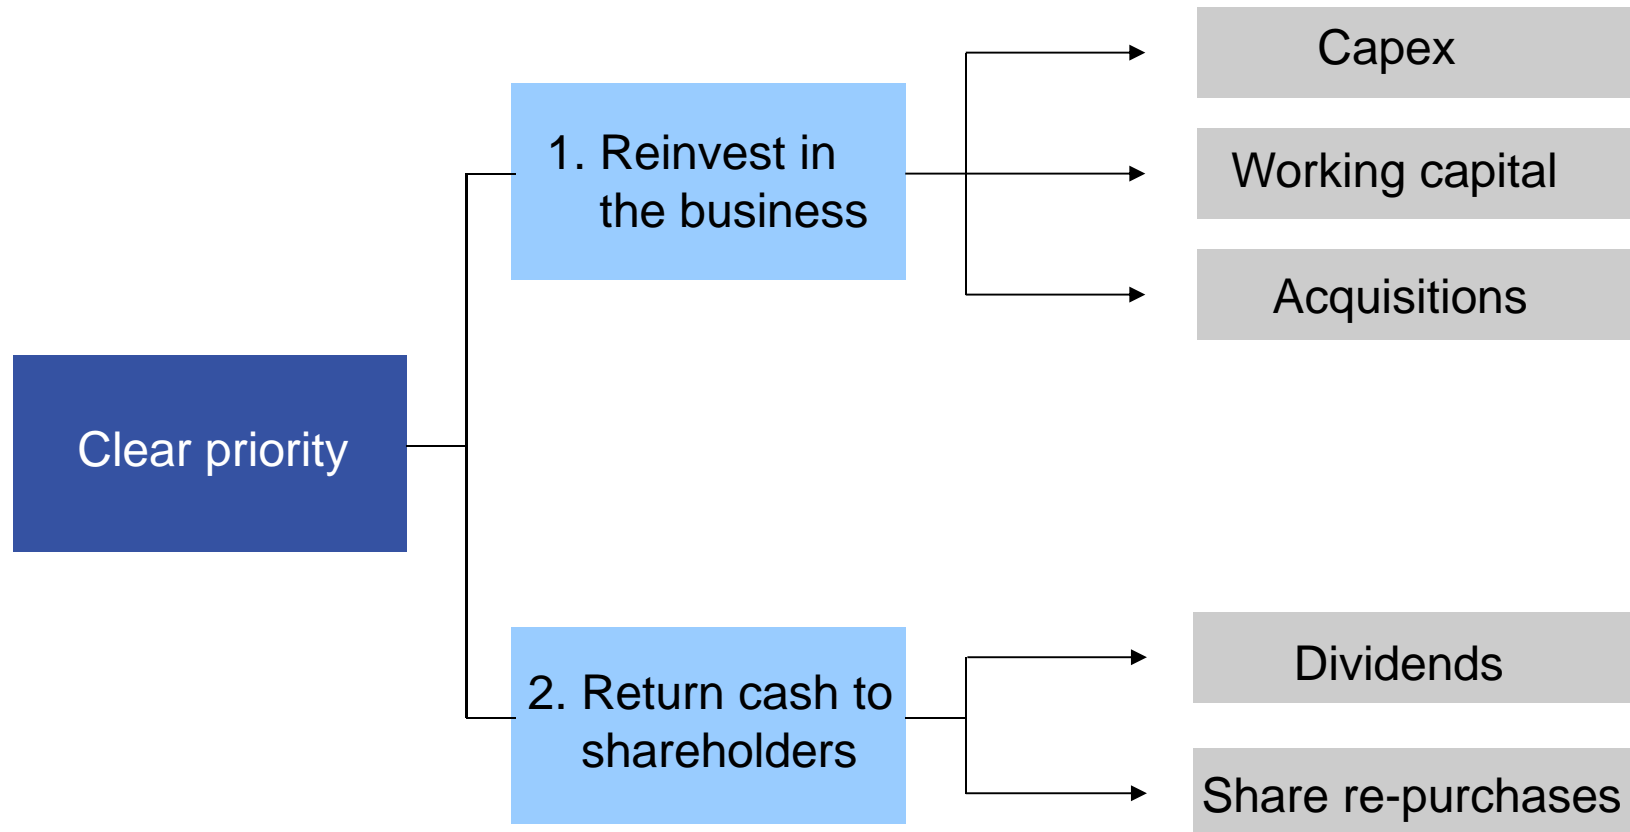 Clear priority
1. Reinvest in
the business
Capex
Working capital
Acquisitions
2. Return cash to
shareholders
Dividends
Share re-purchases